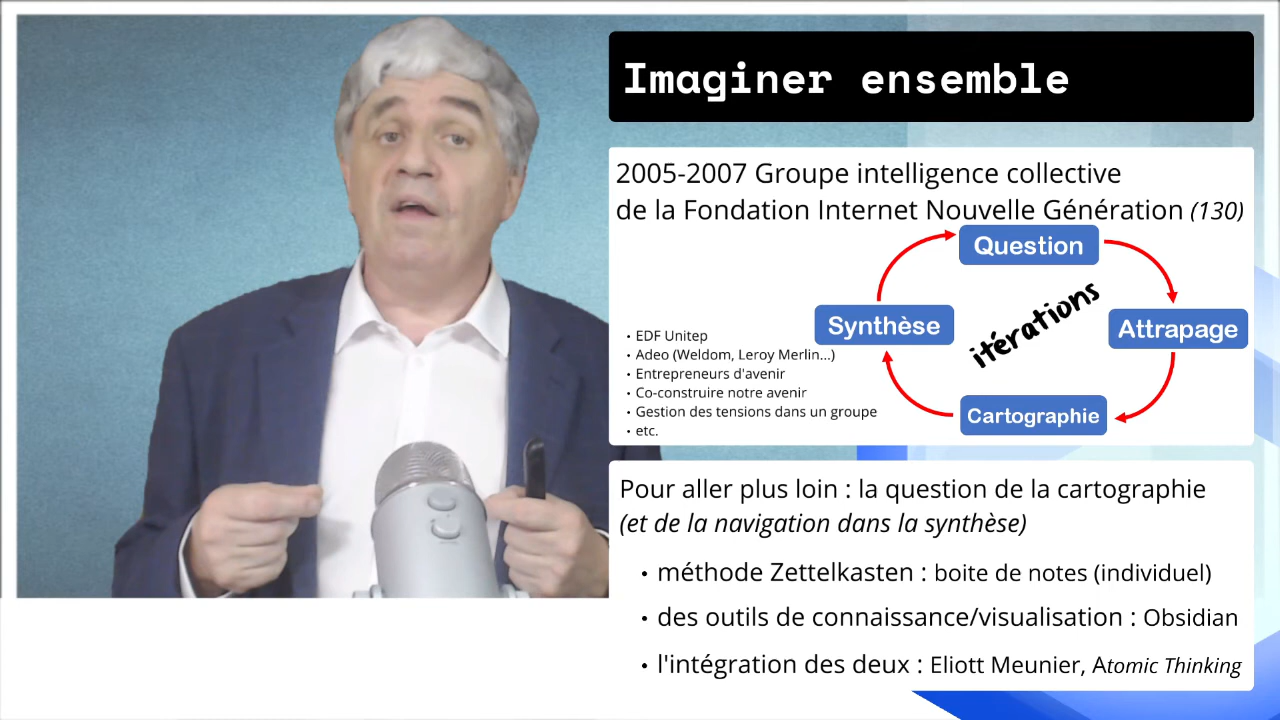 Imaginer ensemble
2005-2007 Groupe intelligence collective
de la Fondation Internet Nouvelle Génération (130)
Question
Synthèse
itérations
Attrapage
Cartographie
• EDF Unitep
• Adeo (Weldom, Leroy Merlin...)
• Entrepreneurs d'avenir
• Co-construire notre avenir
• Gestion des tensions dans un groupe
• etc.
Pour aller plus loin : la question de la cartographie
(et de la navigation dans la synthèse)
• méthode Zettelkasten : boite de notes (individuel)
• des outils de connaissance/visualisation : Obsidian
• l'intégration des deux : Eliott Meunier, Atomic Thinking